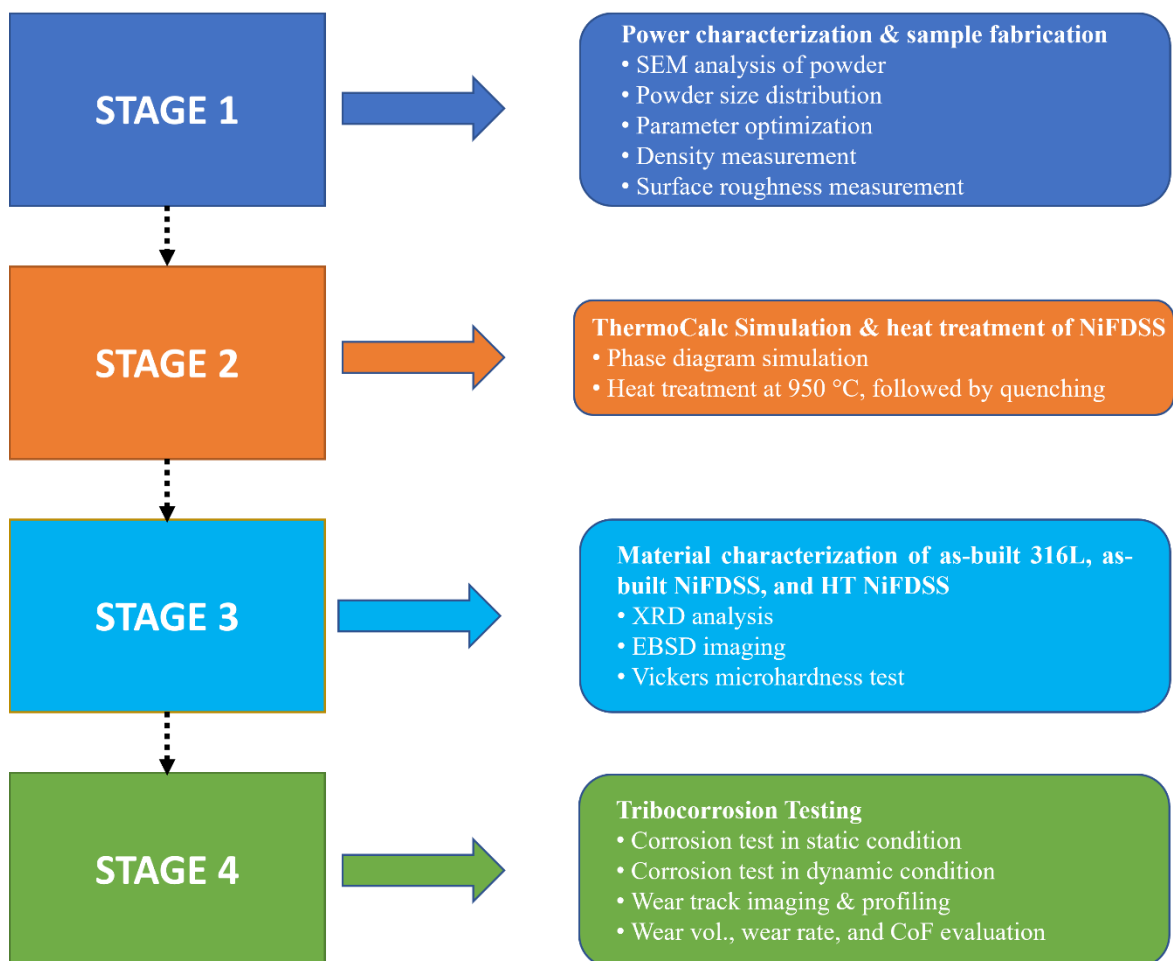 STAGE 1
Power characterization & sample fabrication
• SEM analysis of powder
• Powder size distribution
• Parameter optimization
• Density measurement
• Surface roughness measurement
STAGE 2
ThermoCalc Simulation & heat treatment of NiFDSS
• Phase diagram simulation
• Heat treatment at 950 °C, followed by quenching
STAGE 3
Material characterization of as-built 316L, as-
built NiFDSS, and HT NiFDSS
• XRD analysis
• EBSD imaging
• Vickers microhardness test
STAGE 4
Tribocorrosion Testing
• Corrosion test in static condition
• Corrosion test in dynamic condition
• Wear track imaging & profiling
• Wear vol., wear rate, and CoF evaluation